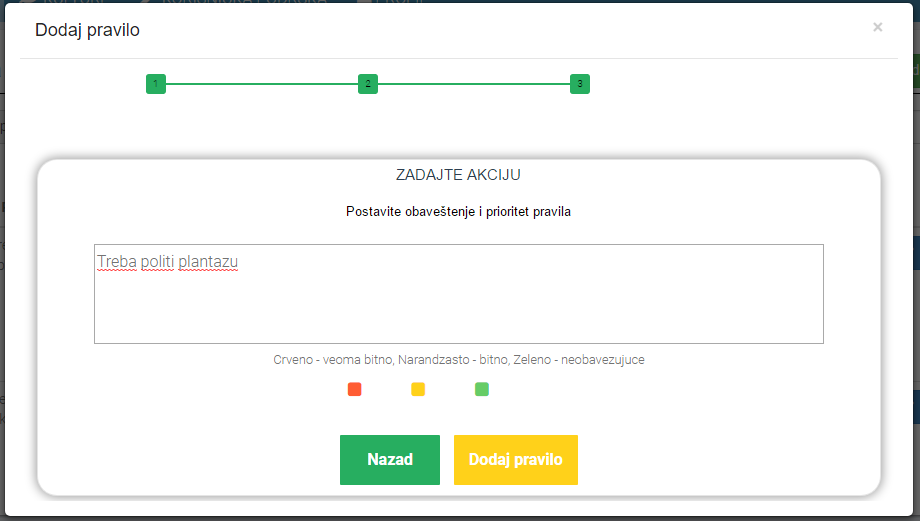 Dodaj pravilo
×
1 2 3
ZADAJTE AKCIJU
Postavite obaveštenje i prioritet pravila
Treba politi plantazu
Crveno - veoma bitno, Narandzasto - bitno, Zeleno - neobavezujuce
Nazad Dodaj pravilo